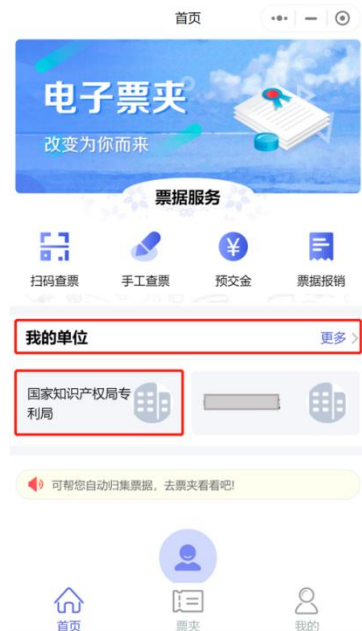 首页
电子票夹
改变为你而来
票据服务
扫码查票
手工查票
预交金
票据报销
我的单位
更多
国家知识产权局专
利局
可帮您自动归集票据，去票夹看看吧!
首页
票夹
我的